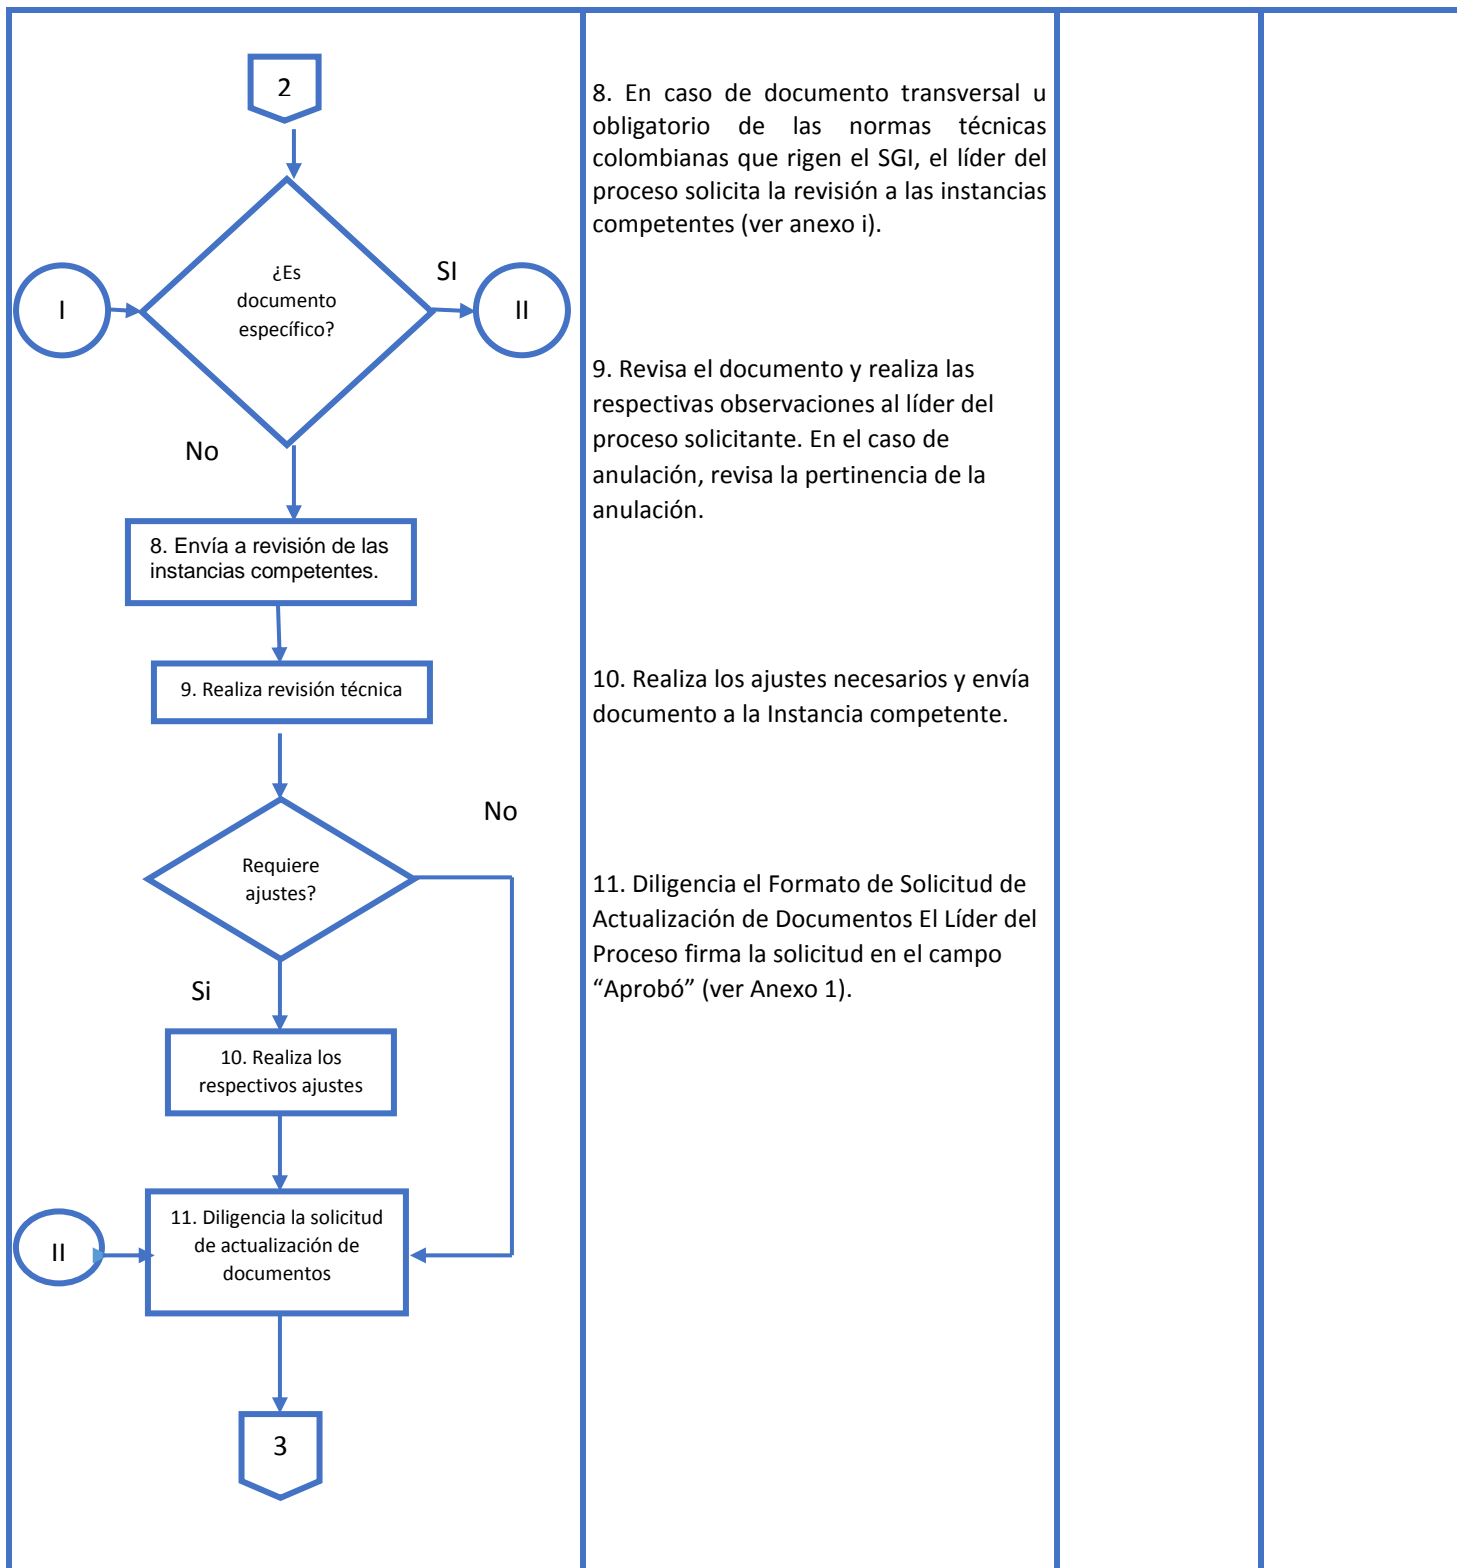 2
¿Es
documento
específico?
SI
I
II
No
8. Envía a revisión de las
instancias competentes.
9. Realiza revisión técnica
No
Requiere
ajustes?
Si
10. Realiza los
respectivos ajustes
11. Diligencia la solicitud
de actualización de
documentos
II
3
8. En caso de documento transversal u
obligatorio de las normas técnicas
colombianas que rigen el SGI, el líder del
proceso solicita la revisión a las instancias
competentes (ver anexo i).
9. Revisa el documento y realiza las
respectivas observaciones al líder del
proceso solicitante. En el caso de
anulación, revisa la pertinencia de la
anulación.
10. Realiza los ajustes necesarios y envía
documento a la Instancia competente.
11. Diligencia el Formato de Solicitud de
Actualización de Documentos El Líder del
Proceso firma la solicitud en el campo
“Aprobó” (ver Anexo 1).